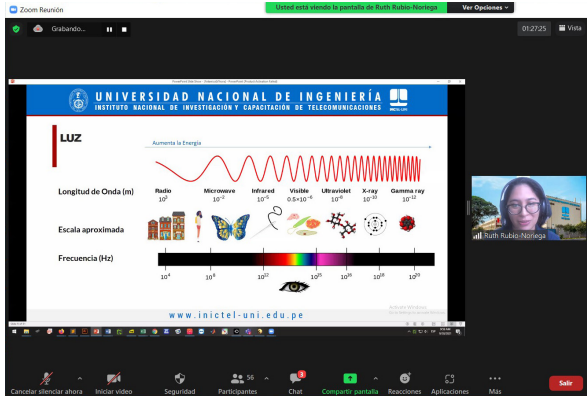 Zoom Reunión
Usted está viendo la pantalla de Ruth Rubio-Noriega
Ver Opciones
Grabando...
01:27:25
Vista
UNIVERSIDAD NACIONAL DE INGENIERÍA
INSTITUTO NACIONAL DE INVESTIGACIÓN Y CAPACITACIÓN DE TELECOMUNICACIONES
LUZ
Aumenta la Energía
Longitud de Onda (m)
Radio Microwave Infrared Visible Ultraviolet X-ray Gamma ray
10⁻² 10⁻⁵ 0.5×10⁻⁶ 10⁻⁸ 10⁻¹⁰ 10⁻¹²
Escala aproximada
Frecuencia (Hz)
10⁴ 10⁸ 10¹² 10¹⁵ 10¹⁶ 10¹⁸ 10²⁰
www.inictel-uni.edu.pe
Activate Windows
Ruth Rubio-Noriega
Cancelar silenciar ahora
Iniciar video
Seguridad
56
Participantes
3
Chat
Compartir pantalla
Reacciones
Aplicaciones
Más
Salir